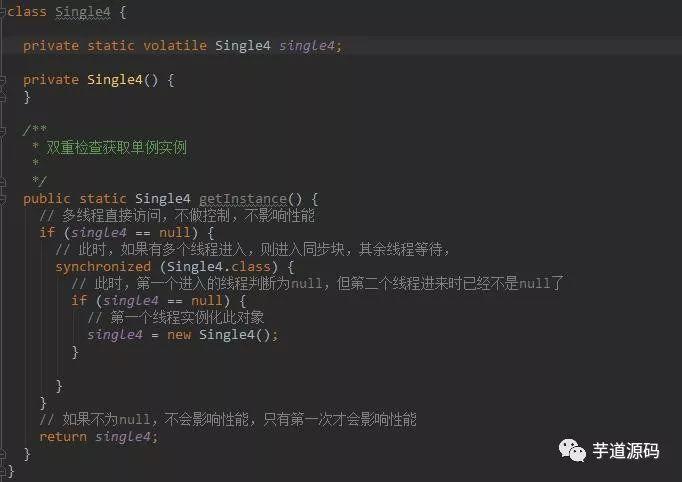 class Single4 {
private static volatile Single4 single4;
private Single4() {
}
/**
* 双重检查获取单例实例
*
*/
public static Single4 getInstance() {
// 多线程直接访问，不做控制，不影响性能
if (single4 == null) {
// 此时，如果有多个线程进入，则进入同步块，其余线程等待，
synchronized (Single4.class) {
// 此时，第一个进入的线程判断为null，但第二个线程进来时已经不是null了
if (single4 == null) {
// 第一个线程实例化此对象
single4 = new Single4();
}
}
}
// 如果不为null，不会影响性能，只有第一次才会影响性能
return single4;
}
}
芋道源码